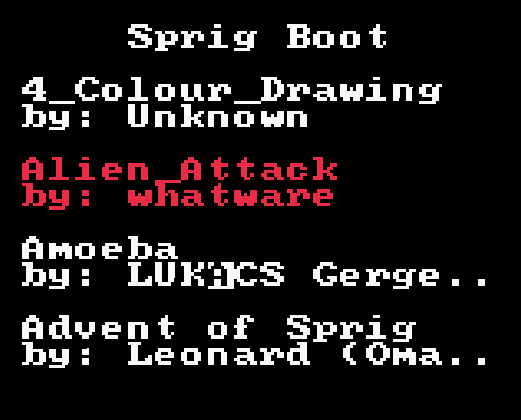 Sprig Boot
4_Colour_Drawing
by: Unknown
Alien_Attack
by: whatware
Amoeba
by: Gerge..
Advent of Sprig
by: Leonard (Oma..